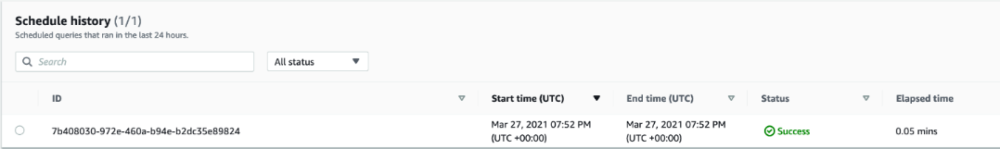 Schedule history (1/1)
Scheduled queries that ran in the last 24 hours.
Search
All status
ID Start time (UTC) End time (UTC) Status Elapsed time
7b408030-972e-460a-b94e-b2dc35e89824 Mar 27, 2021 07:52 PM Mar 27, 2021 07:52 PM Success 0.05 mins
(UTC +00:00) (UTC +00:00)